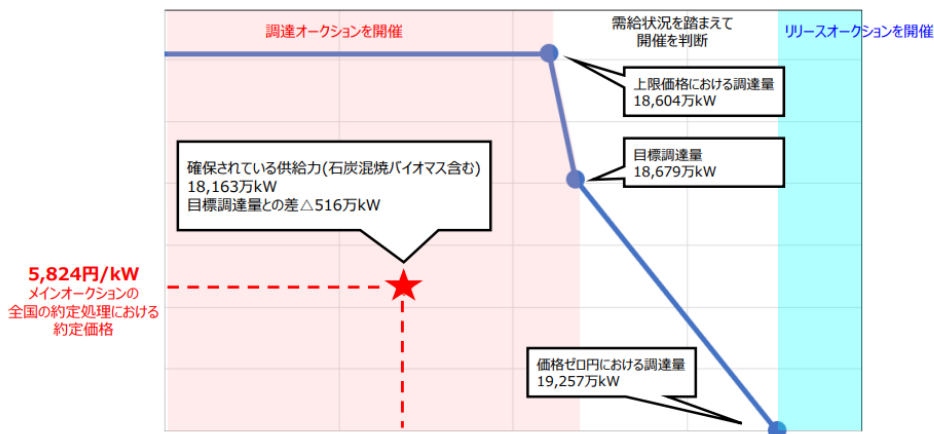 調達オークションを開催
需給状況を踏まえて
開催を判断
リリースオークションを開催
上限価格における調達量
18,604万kW
目標調達量
18,679万kW
確保されている供給力(石炭混焼バイオマス含む)
18,163万kW
目標調達量との差△516万kW
5,824円/kW
メインオークションの
全国の約定処理における
約定価格
価格ゼロ円における調達量
19,257万kW